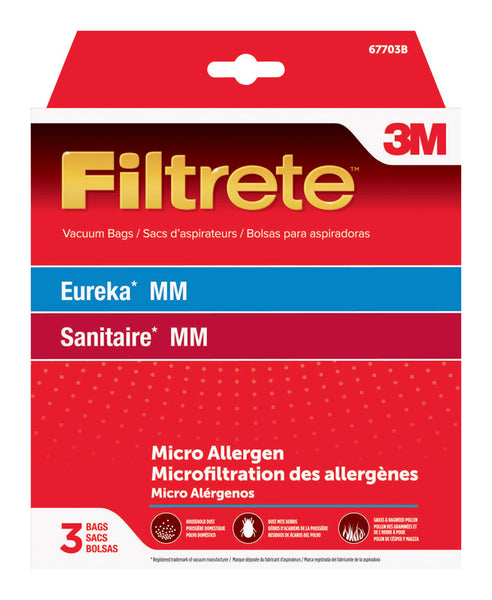 67703B
3M
Filtrete™
Vacuum Bags / Sacs d'aspirateurs / Bolsas para aspiradoras
Eureka* MM
Sanitaire* MM
Micro Allergen
Microfiltration des allergènes
Micro Alérgenos
3 BAGS
SACS
BOLSAS
HOUSEHOLD DUST
POUSSIÈRE DOMESTIQUE
POLVO DOMÉSTICO
DUST MITE DEBRIS
DÉBRIS D'ACARIENS DE LA POUSSIÈRE
RESIDUOS DE ÁCAROS DEL POLVO
GRASS & RAGWEED POLLEN
POLLEN DES GRAMINÉES ET
DE L'HERBE À POUX
POLEN DE CÉSPED Y MALEZA
*Registered trademark of vacuum manufacturer / Marque déposée du fabricant d'aspirateurs / Marca registrada del fabricante de la aspiradora